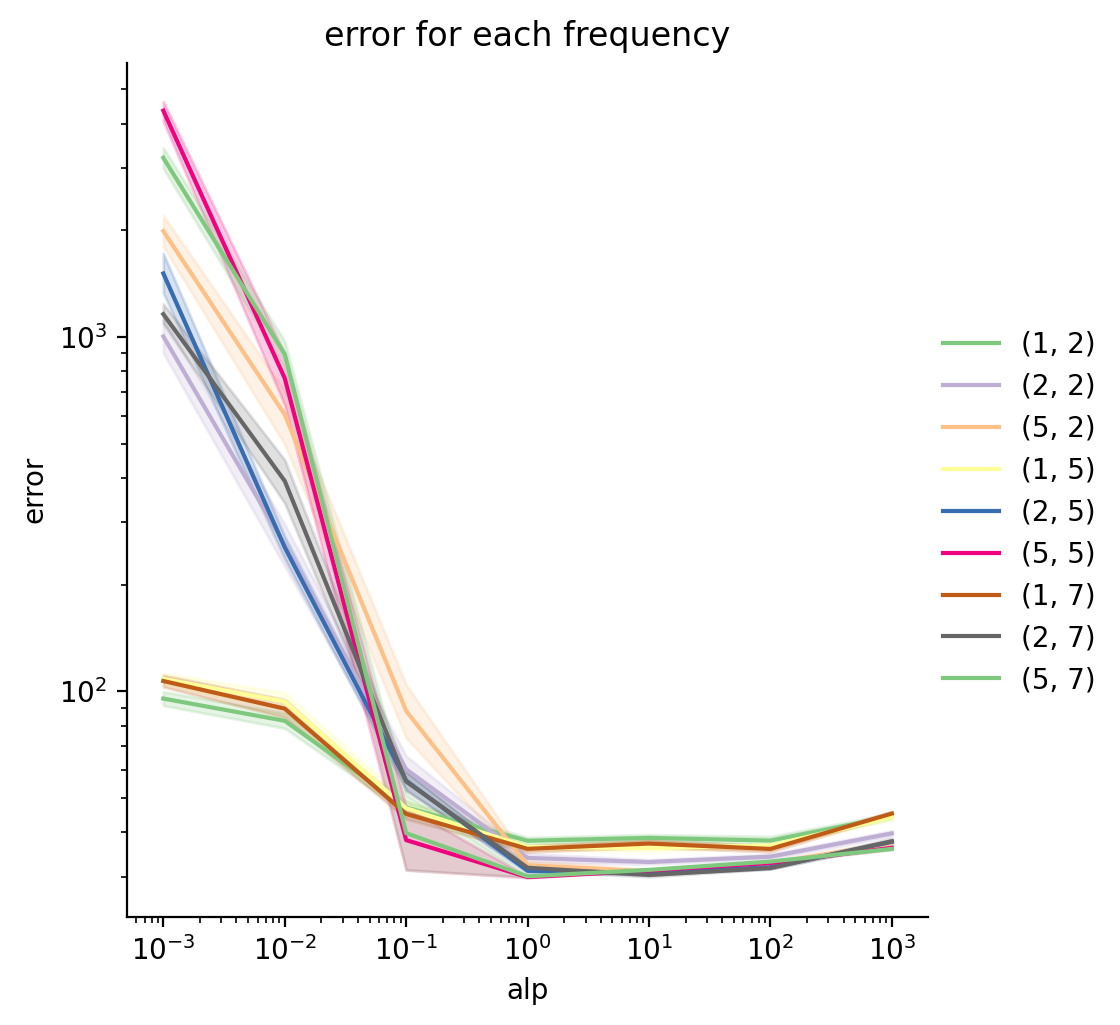 error for each frequency
error
10³
10²
10⁻³ 10⁻² 10⁻¹ 10⁰ 10¹ 10² 10³
alp
(1, 2)
(2, 2)
(5, 2)
(1, 5)
(2, 5)
(5, 5)
(1, 7)
(2, 7)
(5, 7)